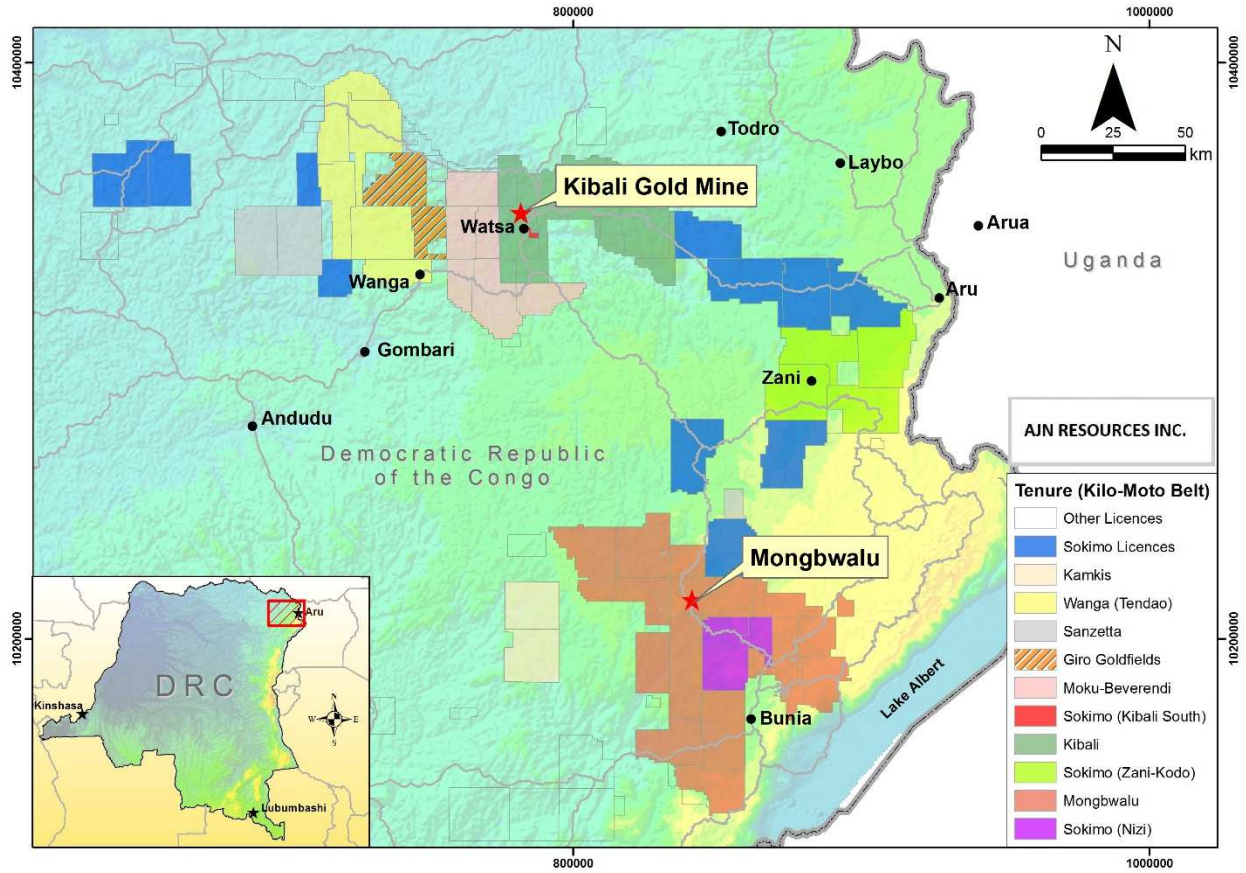 800000
1000000
10400000
10400000
N
0 25 50
km
Todro
Laybo
Kibali Gold Mine
Arua
Watsa
Uganda
Wanga
Aru
Gombari
Zani
Andudu
AJN RESOURCES INC.
Democratic Republic
of the Congo
Tenure (Kilo-Moto Belt)
Other Licences
Sokimo Licences
Kamkis
Wanga (Tendao)
Sanzetta
Giro Goldfields
Moku-Beverendi
Sokimo (Kibali South)
Kibali
Sokimo (Zani-Kodo)
Mongbwalu
Sokimo (Nizi)
Mongbwalu
10200000
10200000
Lake Albert
Bunia
Aru
DRC
Kinshasa
N
W E
S
Lubumbashi
800000
1000000